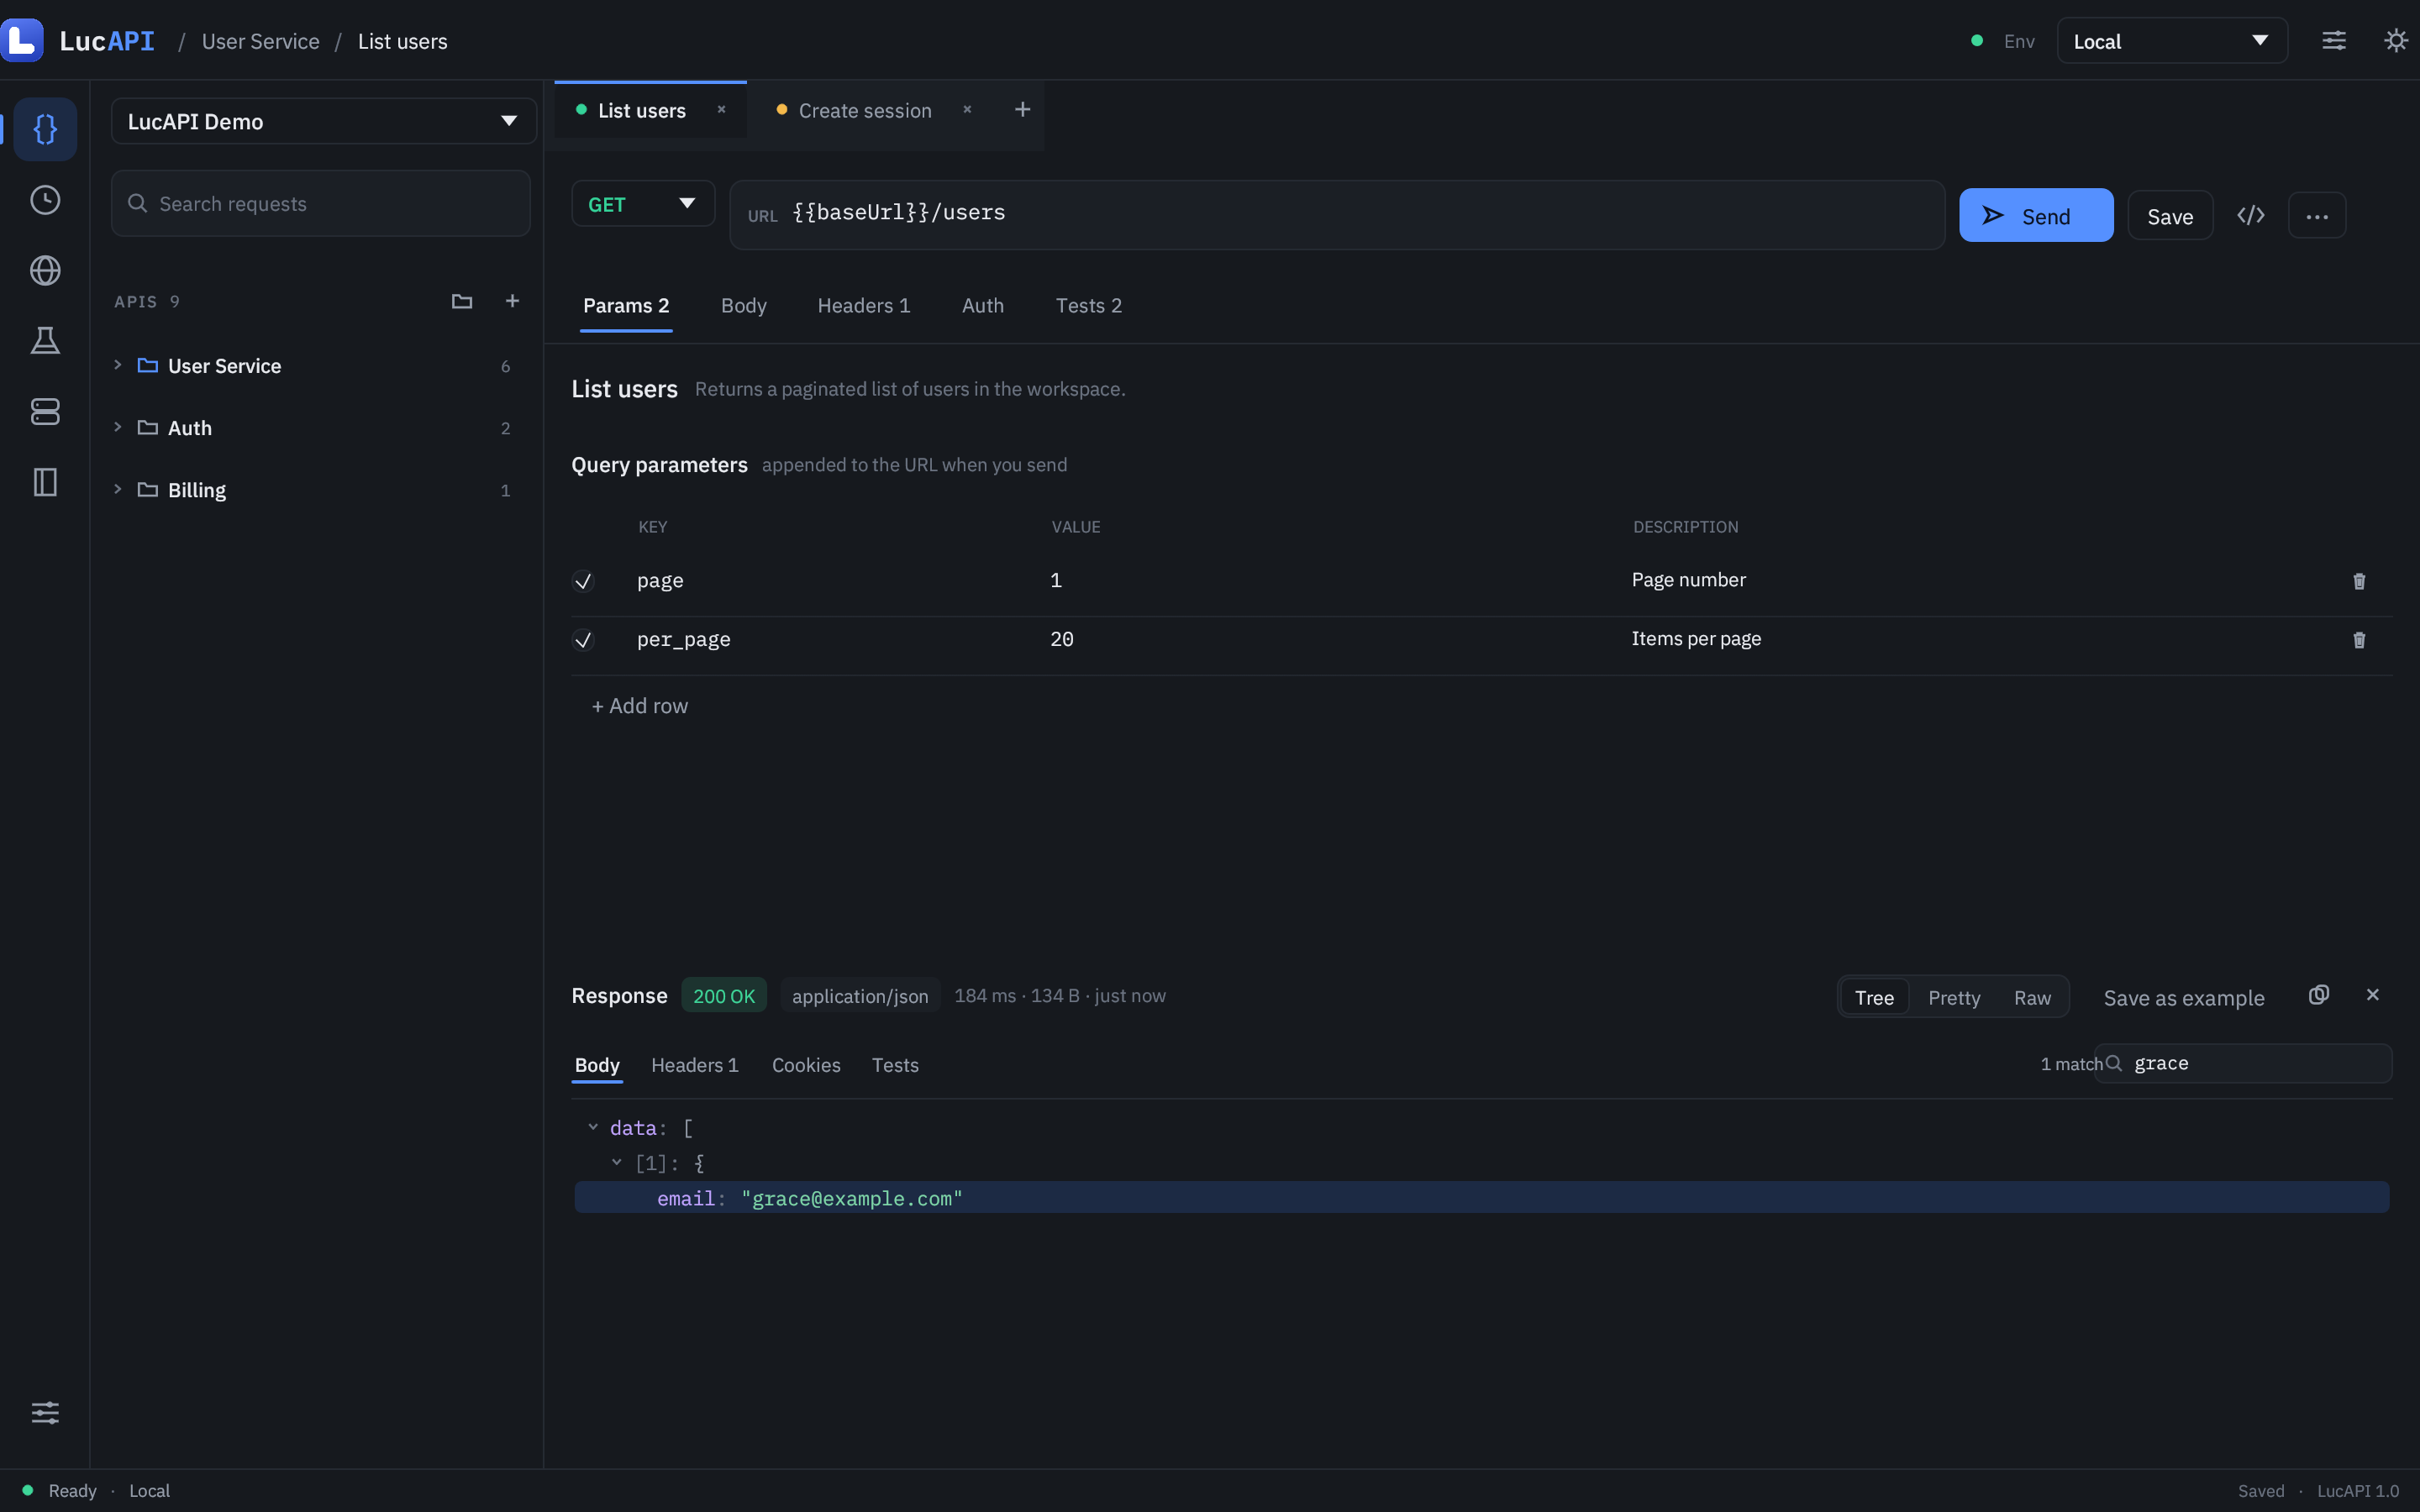 LucAPI / User Service / List users
Env Local
LucAPI Demo
Search requests
APIS 9
User Service 6
Auth 2
Billing 1
List users × Create session × +
GET URL {{baseUrl}}/users Send Save </> ...
Params 2 Body Headers 1 Auth Tests 2
List users Returns a paginated list of users in the workspace.
Query parameters appended to the URL when you send
KEY VALUE DESCRIPTION
page 1 Page number
per_page 20 Items per page
+ Add row
Response 200 OK application/json 184 ms · 134 B · just now Tree Pretty Raw Save as example ×
Body Headers 1 Cookies Tests 1 match grace
data: [
[1]: {
email: "grace@example.com"
Ready · Local
Saved · LucAPI 1.0